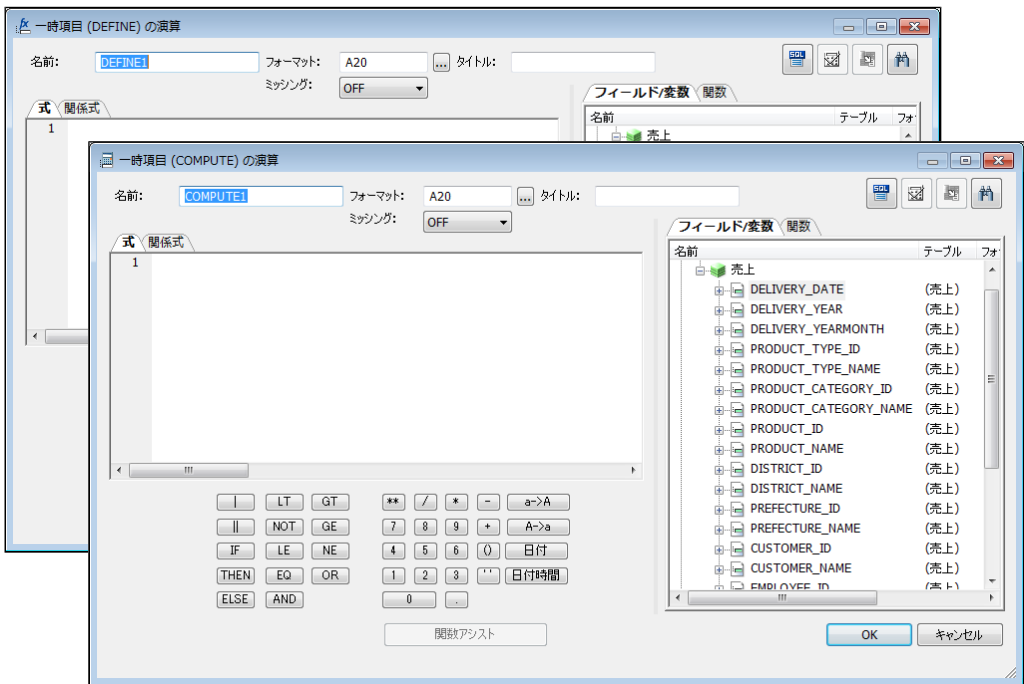 一時項目 (DEFINE) の演算
名前: DEFINE1 フォーマット: A20 ... タイトル:
ミッシング: OFF
SQL
式 関係式
1
フィールド/変数 関数
名前 テーブル フォ
売上
一時項目 (COMPUTE) の演算
名前: COMPUTE1 フォーマット: A20 ... タイトル:
ミッシング: OFF
SQL
式 関係式
1
フィールド/変数 関数
名前 テーブル フォ
売上
DELIVERY_DATE (売上)
DELIVERY_YEAR (売上)
DELIVERY_YEARMONTH (売上)
PRODUCT_TYPE_ID (売上)
PRODUCT_TYPE_NAME (売上)
PRODUCT_CATEGORY_ID (売上)
PRODUCT_CATEGORY_NAME (売上)
PRODUCT_ID (売上)
PRODUCT_NAME (売上)
DISTRICT_ID (売上)
DISTRICT_NAME (売上)
PREFECTURE_ID (売上)
PREFECTURE_NAME (売上)
CUSTOMER_ID (売上)
CUSTOMER_NAME (売上)
EMPLOYEE_ID (売上)
| LT GT ** / * - a->A
|| NOT GE 7 8 9 + A->a
IF LE NE 4 5 6 () 日付
THEN EQ OR 1 2 3 '' 日付時間
ELSE AND 0 .
関数アシスト
OK キャンセル